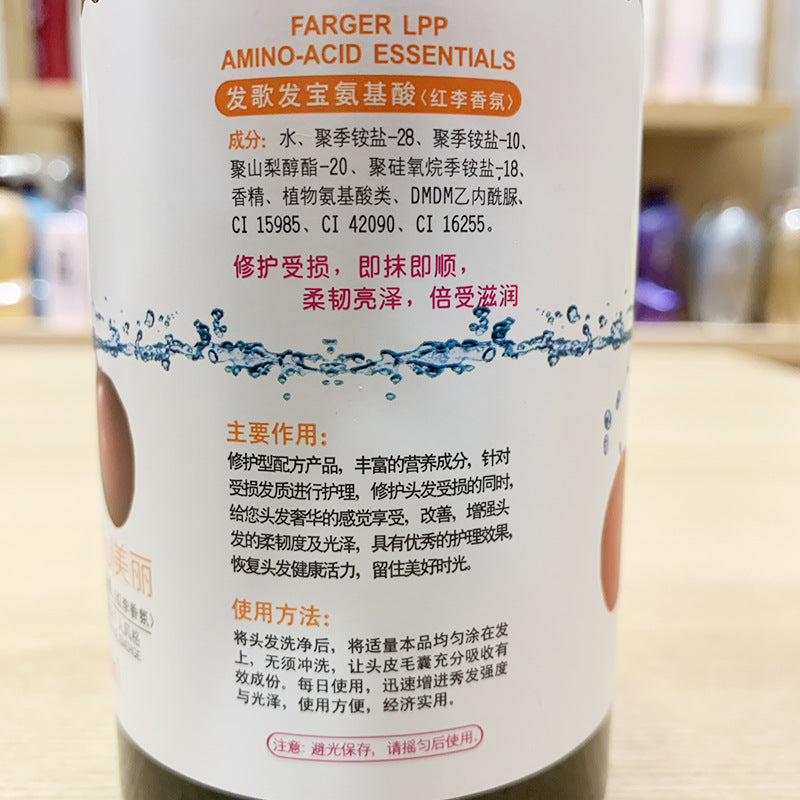 FARGER LPP
AMINO-ACID ESSENTIALS
发歌发宝氨基酸〈红李香氛〉
成分：水、聚季铵盐-28、聚季铵盐-10、
聚山梨醇酯-20、聚硅氧烷季铵盐-18、
香精、植物氨基酸类、DMDM乙内酰脲、
CI 15985、CI 42090、CI 16255。
修护受损，即抹即顺，
柔韧亮泽，倍受滋润
主要作用：
修护型配方产品，丰富的营养成分，针对
受损发质进行护理，修护头发受损的同时，
给您头发奢华的感觉享受，改善，增强头
发的柔韧度及光泽，具有优秀的护理效果，
恢复头发健康活力，留住美好时光。
使用方法：
将头发洗净后，将适量本品均匀涂在发
上，无须冲洗，让头皮毛囊充分吸收有
效成份。每日使用，迅速增进秀发强度
与光泽，使用方便，经济实用。
注意：避光保存，请摇匀后使用。
美丽
红李香氛〉